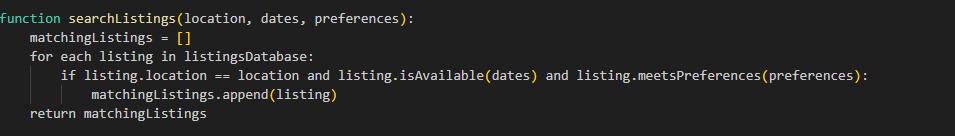 function searchListings(location, dates, preferences):
    matchingListings = []
    for each listing in listingsDatabase:
        if listing.location == location and listing.isAvailable(dates) and listing.meetsPreferences(preferences):
            matchingListings.append(listing)
    return matchingListings